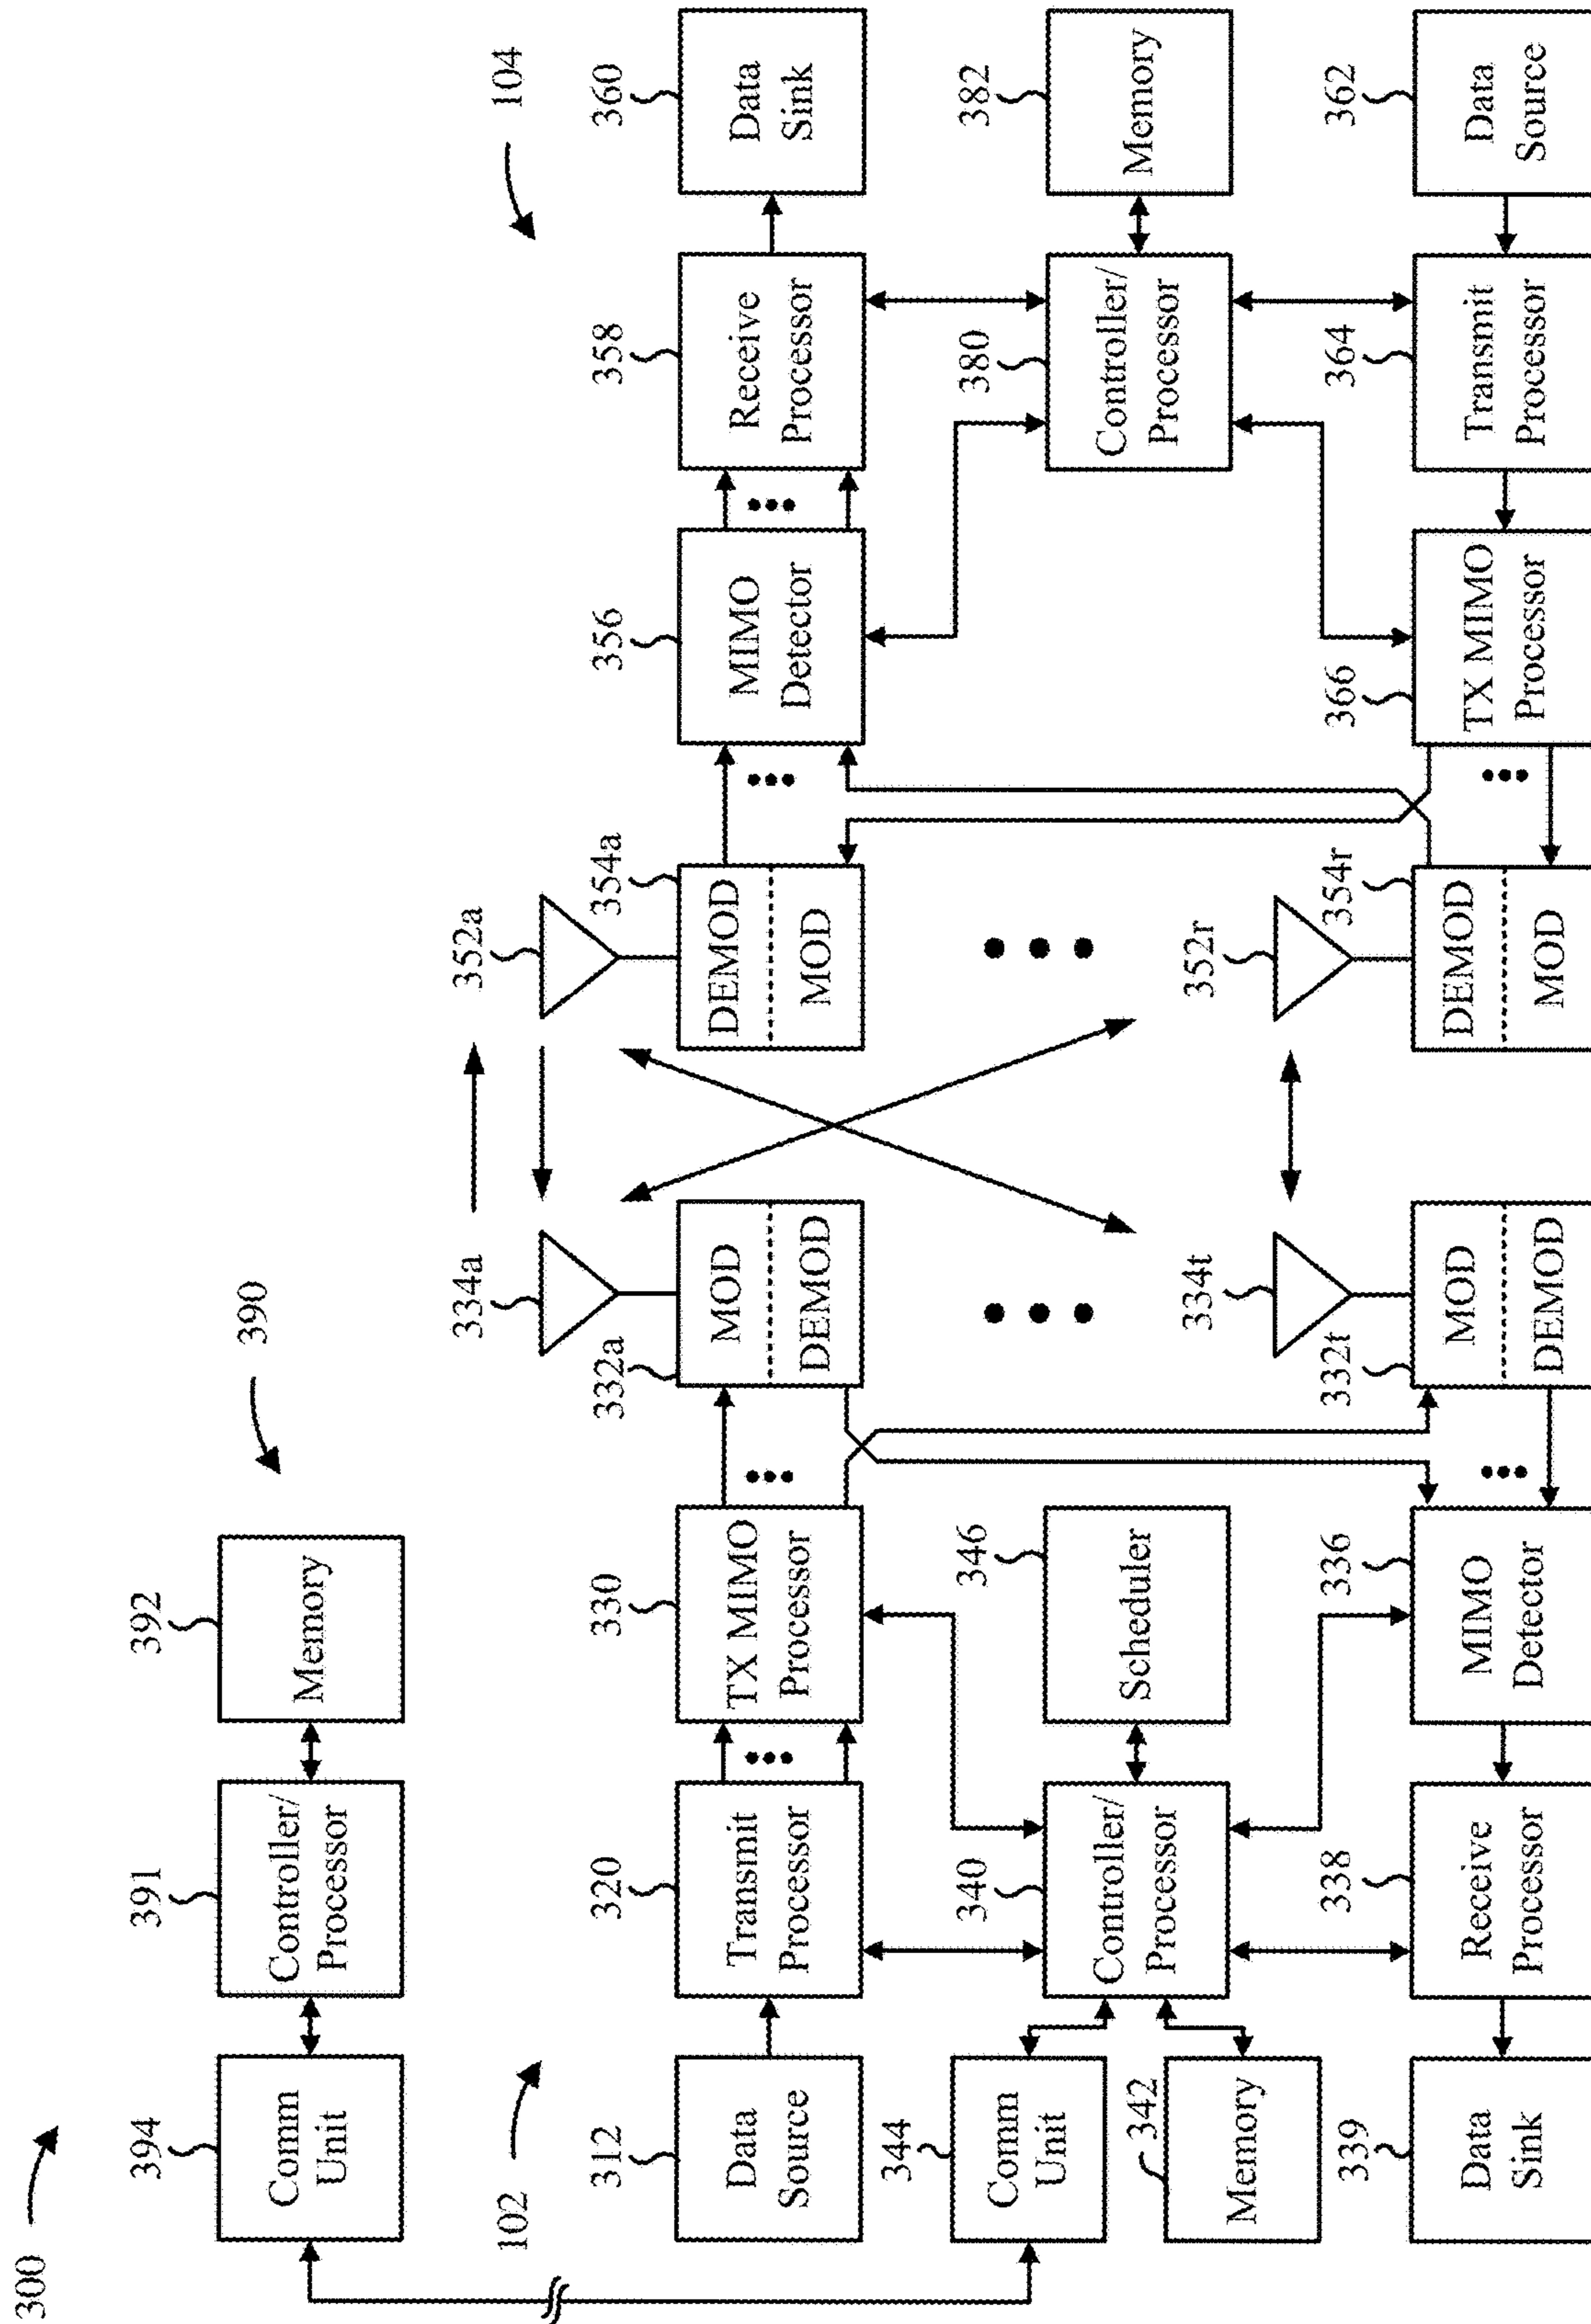 300
390
394
391
392
Comm
Unit
Controller/
Processor
Memory
102
104
334a
352a
312
320
330
332a
354a
356
358
360
Data
Source
Transmit
Processor
TX MIMO
Processor
MOD
DEMOD
DEMOD
MOD
MIMO
Detector
Receive
Processor
Data
Sink
344
340
346
380
382
Comm
Unit
Controller/
Processor
Scheduler
Controller/
Processor
Memory
342
Memory
334t
352r
339
338
336
332t
354r
366
364
362
Data
Sink
Receive
Processor
MIMO
Detector
MOD
DEMOD
DEMOD
MOD
TX MIMO
Processor
Transmit
Processor
Data
Source